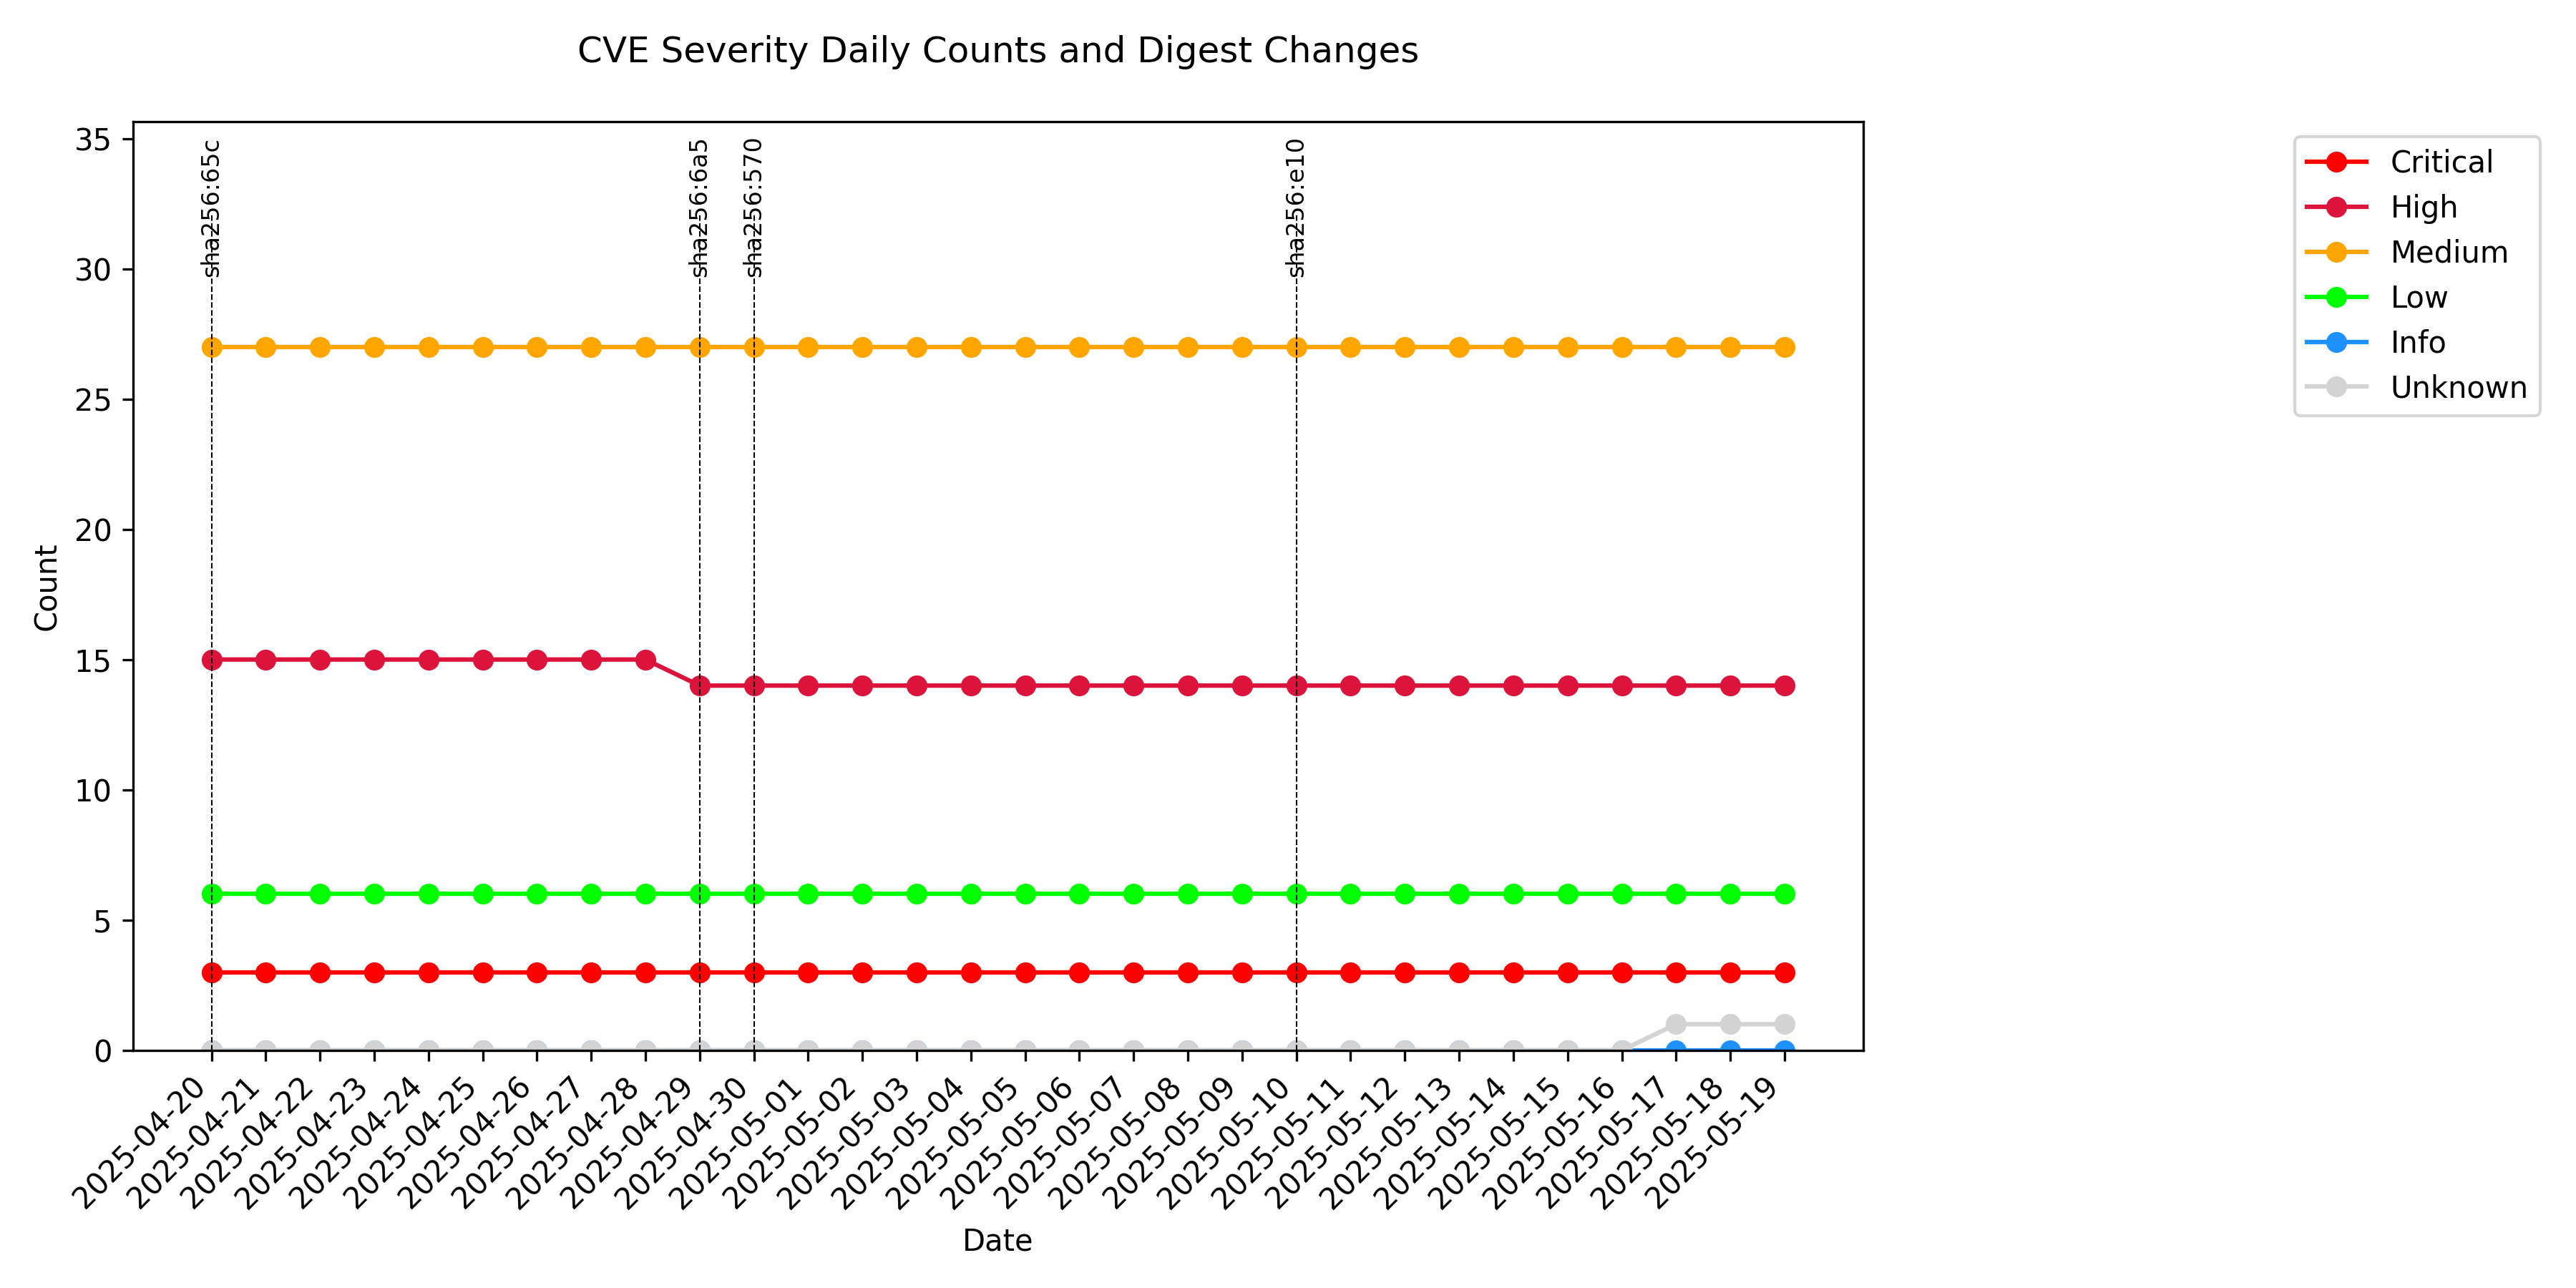 CVE Severity Daily Counts and Digest Changes
35
30
25
20
15
10
5
0
Count
sha256:65c
sha256:6a5
sha256:570
sha256:e10
Critical
High
Medium
Low
Info
Unknown
2025-04-20
2025-04-21
2025-04-22
2025-04-23
2025-04-24
2025-04-25
2025-04-26
2025-04-27
2025-04-28
2025-04-29
2025-04-30
2025-05-01
2025-05-02
2025-05-03
2025-05-04
2025-05-05
2025-05-06
2025-05-07
2025-05-08
2025-05-09
2025-05-10
2025-05-11
2025-05-12
2025-05-13
2025-05-14
2025-05-15
2025-05-16
2025-05-17
2025-05-18
2025-05-19
Date